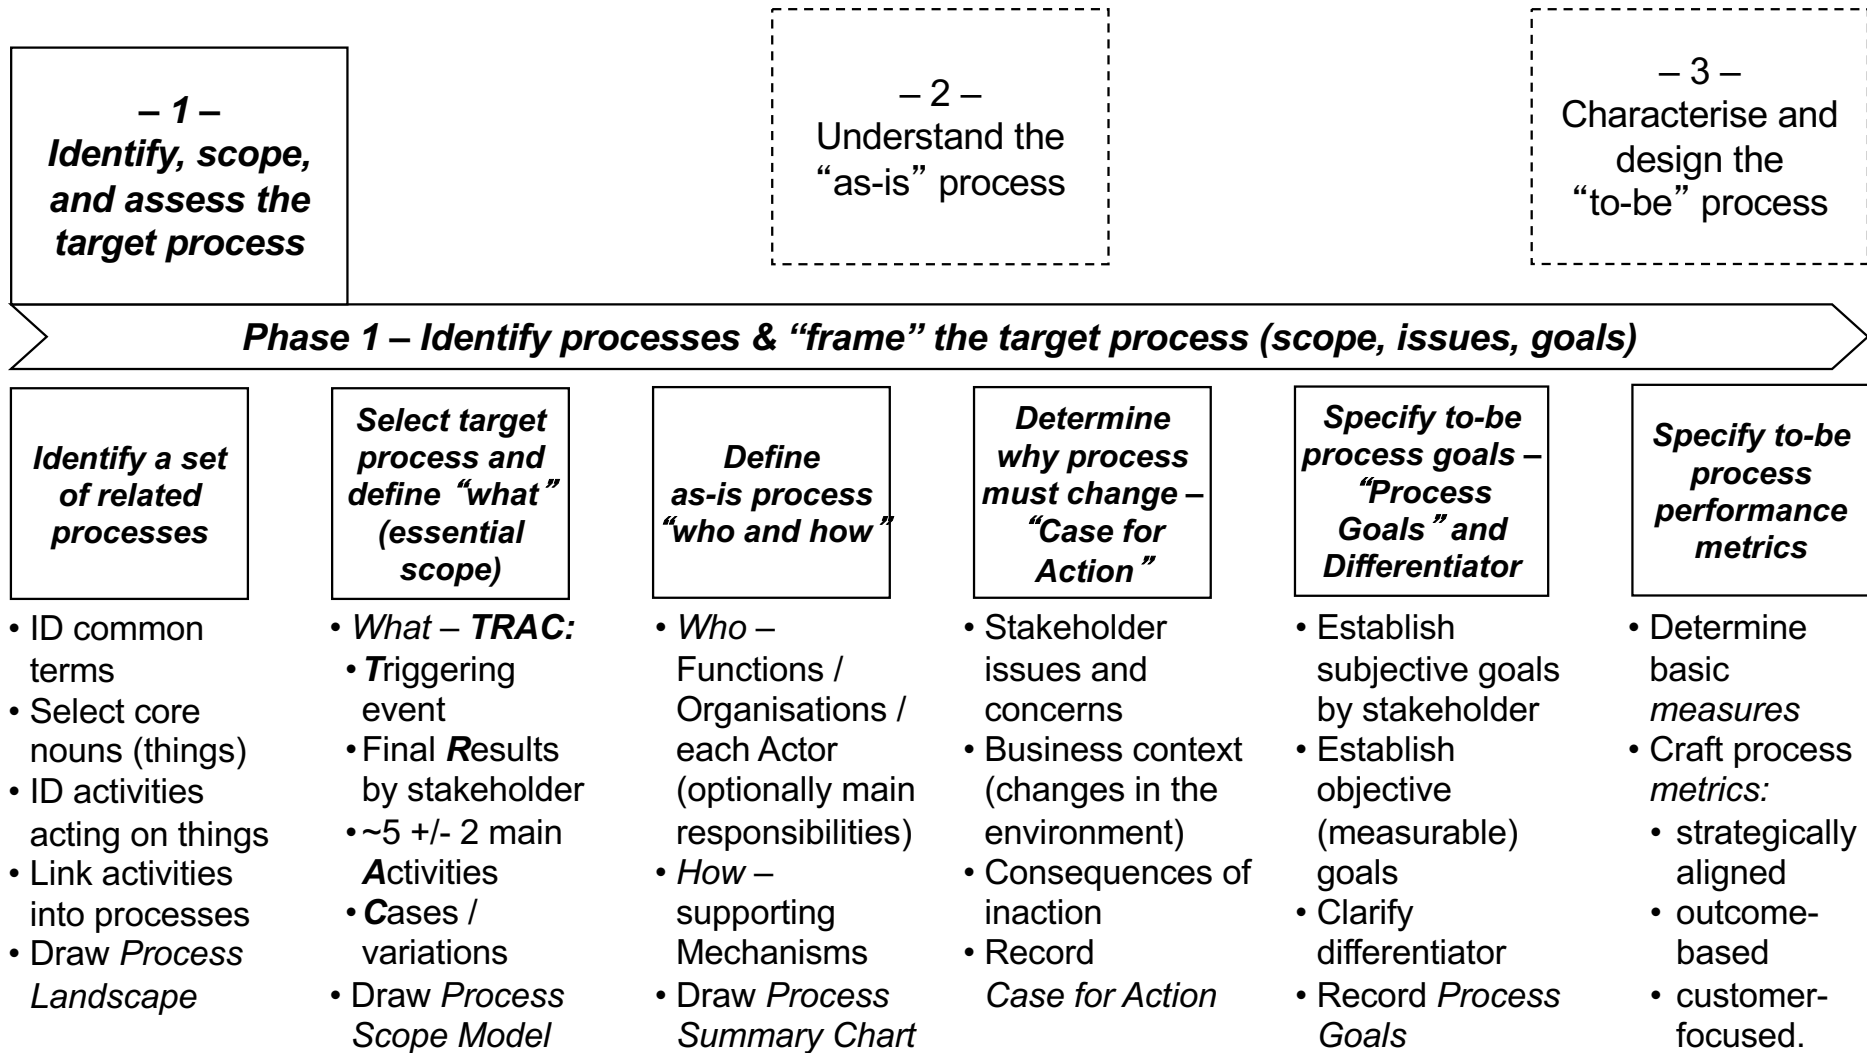 – 1 –
Identify, scope,
and assess the
target process
– 2 –
Understand the
“as-is” process
– 3 –
Characterise and
design the
“to-be” process
Phase 1 – Identify processes & “frame” the target process (scope, issues, goals)
Identify a set
of related
processes
• ID common
terms
• Select core
nouns (things)
• ID activities
acting on things
• Link activities
into processes
• Draw Process
Landscape
Select target
process and
define “what”
(essential
scope)
• What – TRAC:
• Triggering
event
• Final Results
by stakeholder
• ~5 +/- 2 main
Activities
• Cases /
variations
• Draw Process
Scope Model
Define
as-is process
“who and how”
• Who –
Functions /
Organisations /
each Actor
(optionally main
responsibilities)
• How –
supporting
Mechanisms
• Draw Process
Summary Chart
Determine
why process
must change –
“Case for
Action”
• Stakeholder
issues and
concerns
• Business context
(changes in the
environment)
• Consequences of
inaction
• Record
Case for Action
Specify to-be
process goals –
“Process
Goals” and
Differentiator
• Establish
subjective goals
by stakeholder
• Establish
objective
(measurable)
goals
• Clarify
differentiator
• Record Process
Goals
Specify to-be
process
performance
metrics
• Determine
basic
measures
• Craft process
metrics:
• strategically
aligned
• outcome-
based
• customer-
focused.